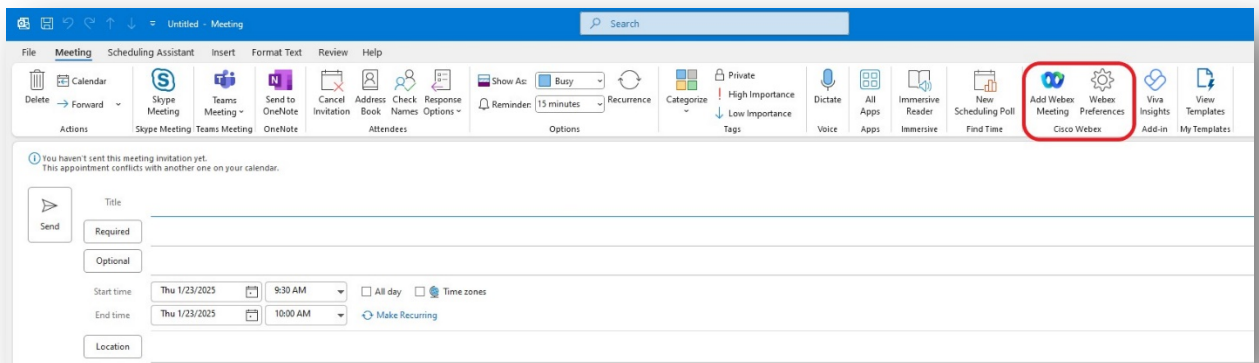 Untitled - Meeting
Search
File Meeting Scheduling Assistant Insert Format Text Review Help
Delete
Calendar
Forward
Actions
Skype Meeting
Skype Meeting
Teams Meeting
Teams Meeting
Send to OneNote
OneNote
Cancel Invitation
Address Book
Check Names
Response Options
Attendees
Show As: Busy
Reminder: 15 minutes
Recurrence
Options
Categorize
Private
High Importance
Low Importance
Tags
Dictate
Voice
All Apps
Apps
Immersive Reader
Immersive
New Scheduling Poll
Find Time
Add Webex Meeting
Webex Preferences
Cisco Webex
Viva Insights
Add-in
View Templates
My Templates
You haven't sent this meeting invitation yet.
This appointment conflicts with another one on your calendar.
Send
Title
Required
Optional
Start time Thu 1/23/2025 9:30 AM All day Time zones
End time Thu 1/23/2025 10:00 AM Make Recurring
Location